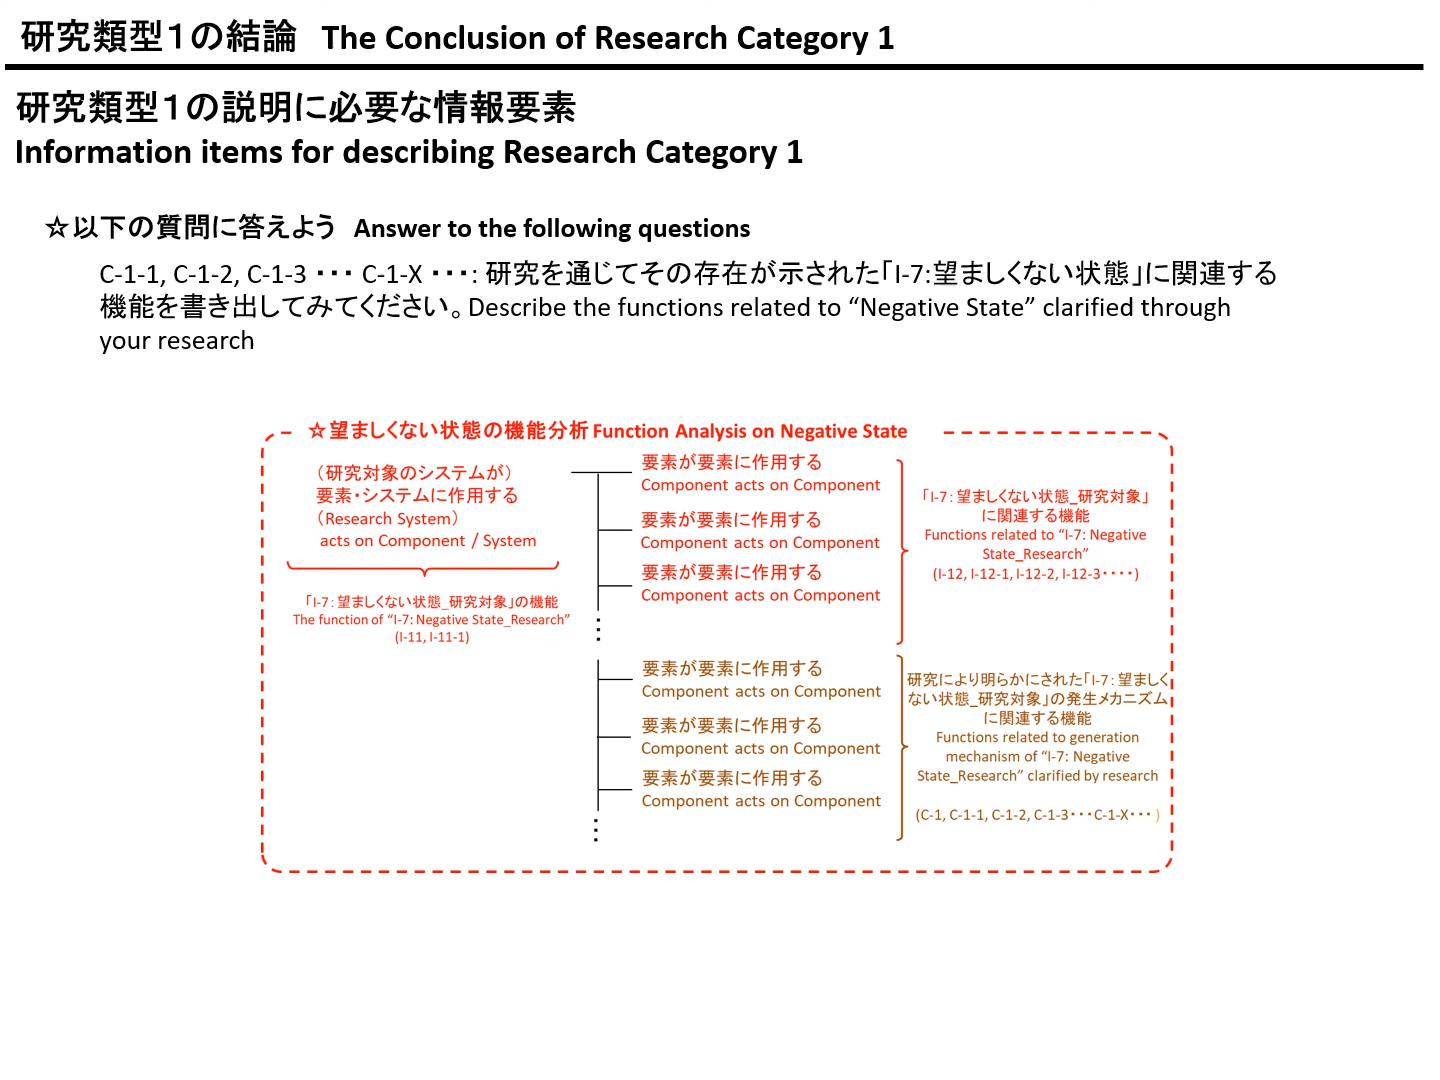 研究類型１の結論 The Conclusion of Research Category 1
研究類型１の説明に必要な情報要素
Information items for describing Research Category 1
☆以下の質問に答えよう Answer to the following questions
C-1-1, C-1-2, C-1-3 ･･･ C-1-X ･･･: 研究を通じてその存在が示された｢I-7:望ましくない状態｣に関連する
機能を書き出してみてください。Describe the functions related to “Negative State” clarified through
your research
☆望ましくない状態の機能分析 Function Analysis on Negative State
（研究対象のシステムが）
要素・システムに作用する
（Research System）
acts on Component / System
「I-7：望ましくない状態_研究対象」の機能
The function of “I-7: Negative State_Research”
(I-11, I-11-1)
要素が要素に作用する
Component acts on Component
要素が要素に作用する
Component acts on Component
要素が要素に作用する
Component acts on Component
⋮
「I-7：望ましくない状態_研究対象」
に関連する機能
Functions related to “I-7: Negative
State_Research”
(I-12, I-12-1, I-12-2, I-12-3････)
要素が要素に作用する
Component acts on Component
要素が要素に作用する
Component acts on Component
要素が要素に作用する
Component acts on Component
⋮
研究により明らかにされた「I-7：望ましく
ない状態_研究対象」の発生メカニズム
に関連する機能
Functions related to generation
mechanism of “I-7: Negative
State_Research” clarified by research
(C-1, C-1-1, C-1-2, C-1-3･･･C-1-X･･･ )